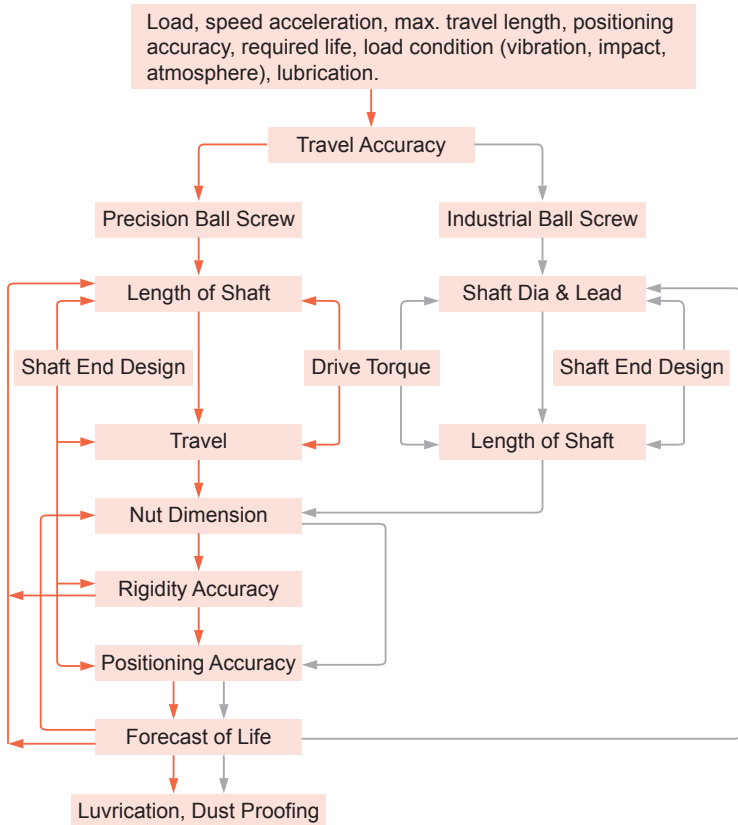 Load, speed acceleration, max. travel length, positioning
accuracy, required life, load condition (vibration, impact,
atmosphere), lubrication.
Travel Accuracy
Precision Ball Screw
Industrial Ball Screw
Length of Shaft
Shaft Dia & Lead
Shaft End Design
Drive Torque
Shaft End Design
Travel
Length of Shaft
Nut Dimension
Rigidity Accuracy
Positioning Accuracy
Forecast of Life
Luvrication, Dust Proofing